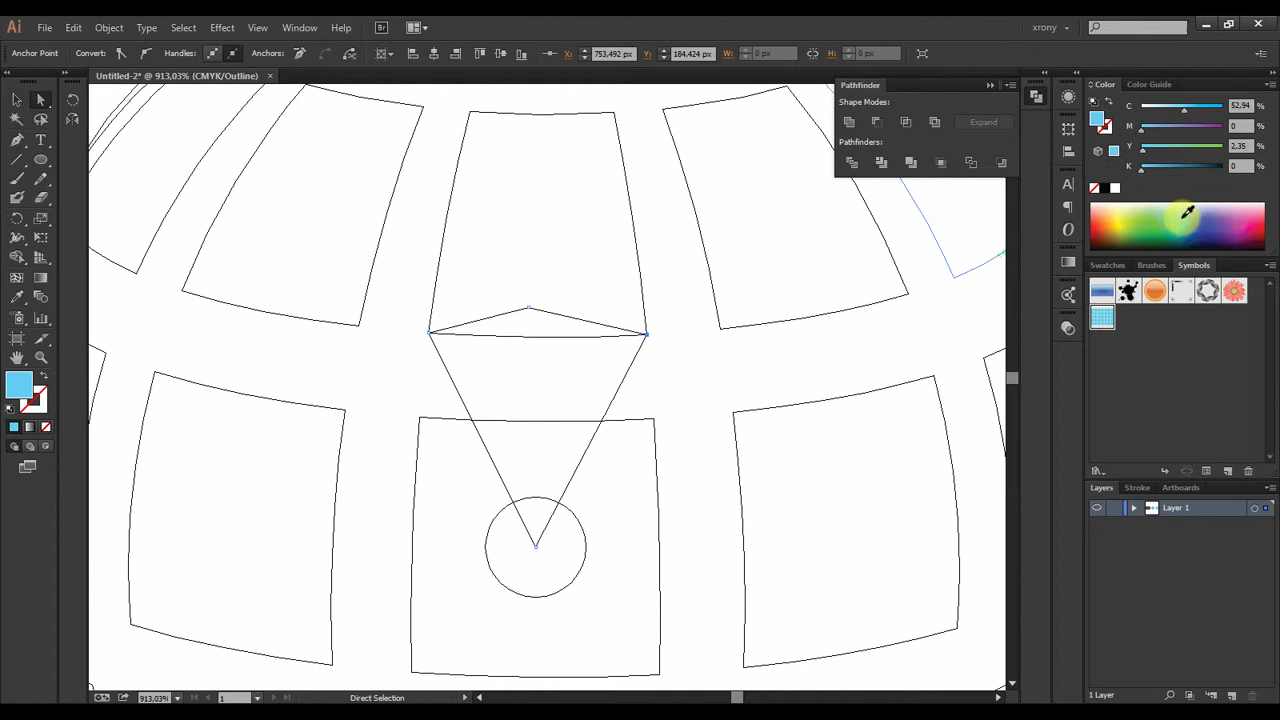 Ai File Edit Object Type Select Effect View Window Help Br xrony
Anchor Point Convert: Handles: Anchors: X: 753,492 px Y: 184,424 px W: 0 px H: 0 px
Untitled-2* @ 913,03% (CMYK/Outline) ×
Pathfinder
Shape Modes:
Expand
Pathfinders:
Color Color Guide
C 52,94 %
M 0
Y 2,35
K 0
Swatches Brushes Symbols
Layers Stroke Artboards
Layer 1
1 Layer
913,03% 1 Direct Selection